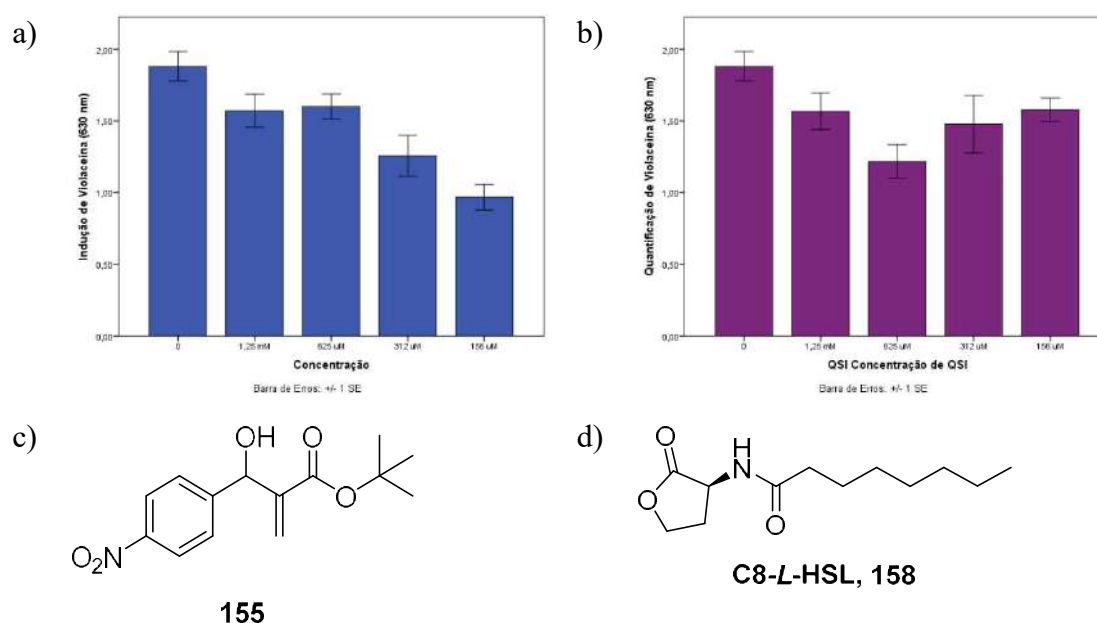 a)
Indução de Violaceina (630 nm)
2,00
1,50
1,00
0,50
0,00
0 1,25 mM 625 uM 312 uM 156 uM
Concentração
Barra de Erros: +/- 1 SE
b)
Quantificação de Violaceina (630 nm)
2,00
1,50
1,00
0,50
0,00
0 1,25 mM 625 uM 312 uM 156 uM
QSI Concentração de QSI
Barra de Erros: +/- 1 SE
c)
OH
O
O
O₂N
155
d)
O
H
N
O
O
C8-L-HSL, 158